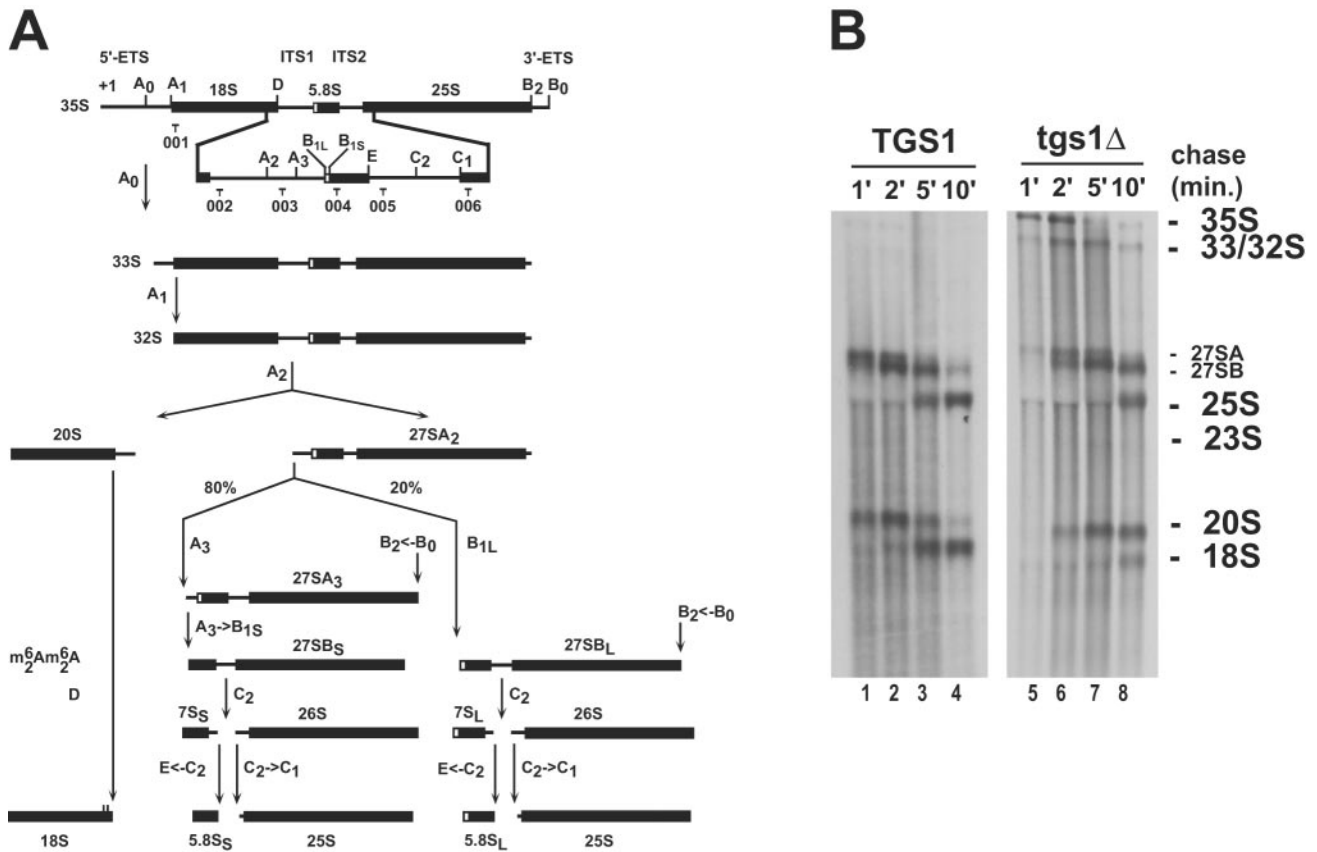 A
5'-ETS ITS1 ITS2 3'-ETS
+1 A0 A1 18S D 5.8S 25S B2 B0
35S
001
A2 A3 B1L B1S E C2 C1
A0
002 003 004 005 006
33S
A1
32S
A2
20S 27SA2
80% 20%
A3 B2<-B0 B1L
27SA3
A3->B1S B2<-B0
27SBS 27SBL
m62Am62A
D
C2 C2
7SS 26S 7SL 26S
E<-C2 C2->C1 E<-C2 C2->C1
18S 5.8SS 25S 5.8SL 25S
B
TGS1 tgs1Δ chase
1' 2' 5' 10' 1' 2' 5' 10' (min.)
- 35S
- 33/32S
- 27SA
- 27SB
- 25S
- 23S
- 20S
- 18S
1 2 3 4 5 6 7 8